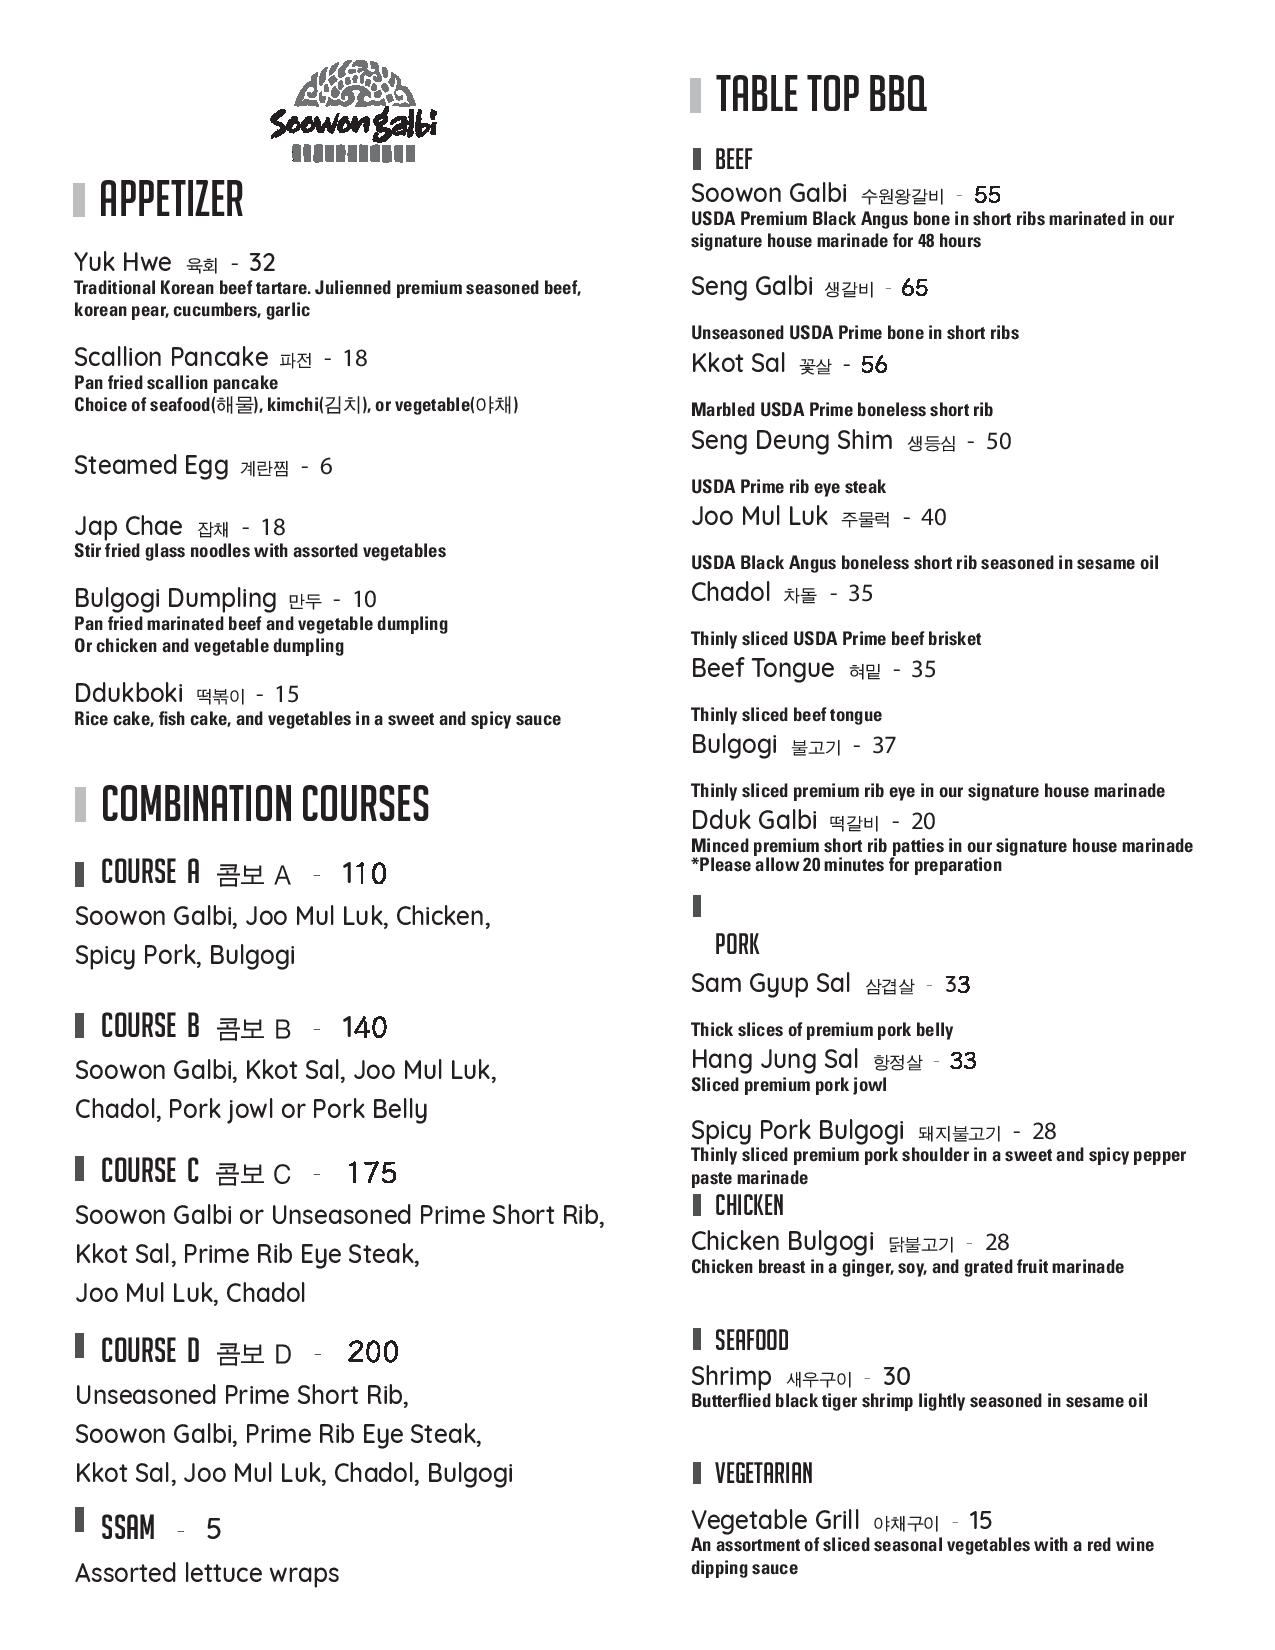 Soowon galbi
APPETIZER
Yuk Hwe 육회 - 32
Traditional Korean beef tartare. Julienned premium seasoned beef,
korean pear, cucumbers, garlic
Scallion Pancake 파전 - 18
Pan fried scallion pancake
Choice of seafood(해물), kimchi(김치), or vegetable(야채)
Steamed Egg 계란찜 - 6
Jap Chae 잡채 - 18
Stir fried glass noodles with assorted vegetables
Bulgogi Dumpling 만두 - 10
Pan fried marinated beef and vegetable dumpling
Or chicken and vegetable dumpling
Ddukboki 떡볶이 - 15
Rice cake, fish cake, and vegetables in a sweet and spicy sauce
COMBINATION COURSES
COURSE A 콤보 A - 110
Soowon Galbi, Joo Mul Luk, Chicken,
Spicy Pork, Bulgogi
COURSE B 콤보 B - 140
Soowon Galbi, Kkot Sal, Joo Mul Luk,
Chadol, Pork jowl or Pork Belly
COURSE C 콤보 C - 175
Soowon Galbi or Unseasoned Prime Short Rib,
Kkot Sal, Prime Rib Eye Steak,
Joo Mul Luk, Chadol
COURSE D 콤보 D - 200
Unseasoned Prime Short Rib,
Soowon Galbi, Prime Rib Eye Steak,
Kkot Sal, Joo Mul Luk, Chadol, Bulgogi
SSAM - 5
Assorted lettuce wraps
TABLE TOP BBQ
BEEF
Soowon Galbi 수원왕갈비 - 55
USDA Premium Black Angus bone in short ribs marinated in our
signature house marinade for 48 hours
Seng Galbi 생갈비 - 65
Unseasoned USDA Prime bone in short ribs
Kkot Sal 꽃살 - 56
Marbled USDA Prime boneless short rib
Seng Deung Shim 생등심 - 50
USDA Prime rib eye steak
Joo Mul Luk 주물럭 - 40
USDA Black Angus boneless short rib seasoned in sesame oil
Chadol 차돌 - 35
Thinly sliced USDA Prime beef brisket
Beef Tongue 혀밑 - 35
Thinly sliced beef tongue
Bulgogi 불고기 - 37
Thinly sliced premium rib eye in our signature house marinade
Dduk Galbi 떡갈비 - 20
Minced premium short rib patties in our signature house marinade
*Please allow 20 minutes for preparation
PORK
Sam Gyup Sal 삼겹살 - 33
Thick slices of premium pork belly
Hang Jung Sal 항정살 - 33
Sliced premium pork jowl
Spicy Pork Bulgogi 돼지불고기 - 28
Thinly sliced premium pork shoulder in a sweet and spicy pepper
paste marinade
CHICKEN
Chicken Bulgogi 닭불고기 - 28
Chicken breast in a ginger, soy, and grated fruit marinade
SEAFOOD
Shrimp 새우구이 - 30
Butterflied black tiger shrimp lightly seasoned in sesame oil
VEGETARIAN
Vegetable Grill 야채구이 - 15
An assortment of sliced seasonal vegetables with a red wine
dipping sauce